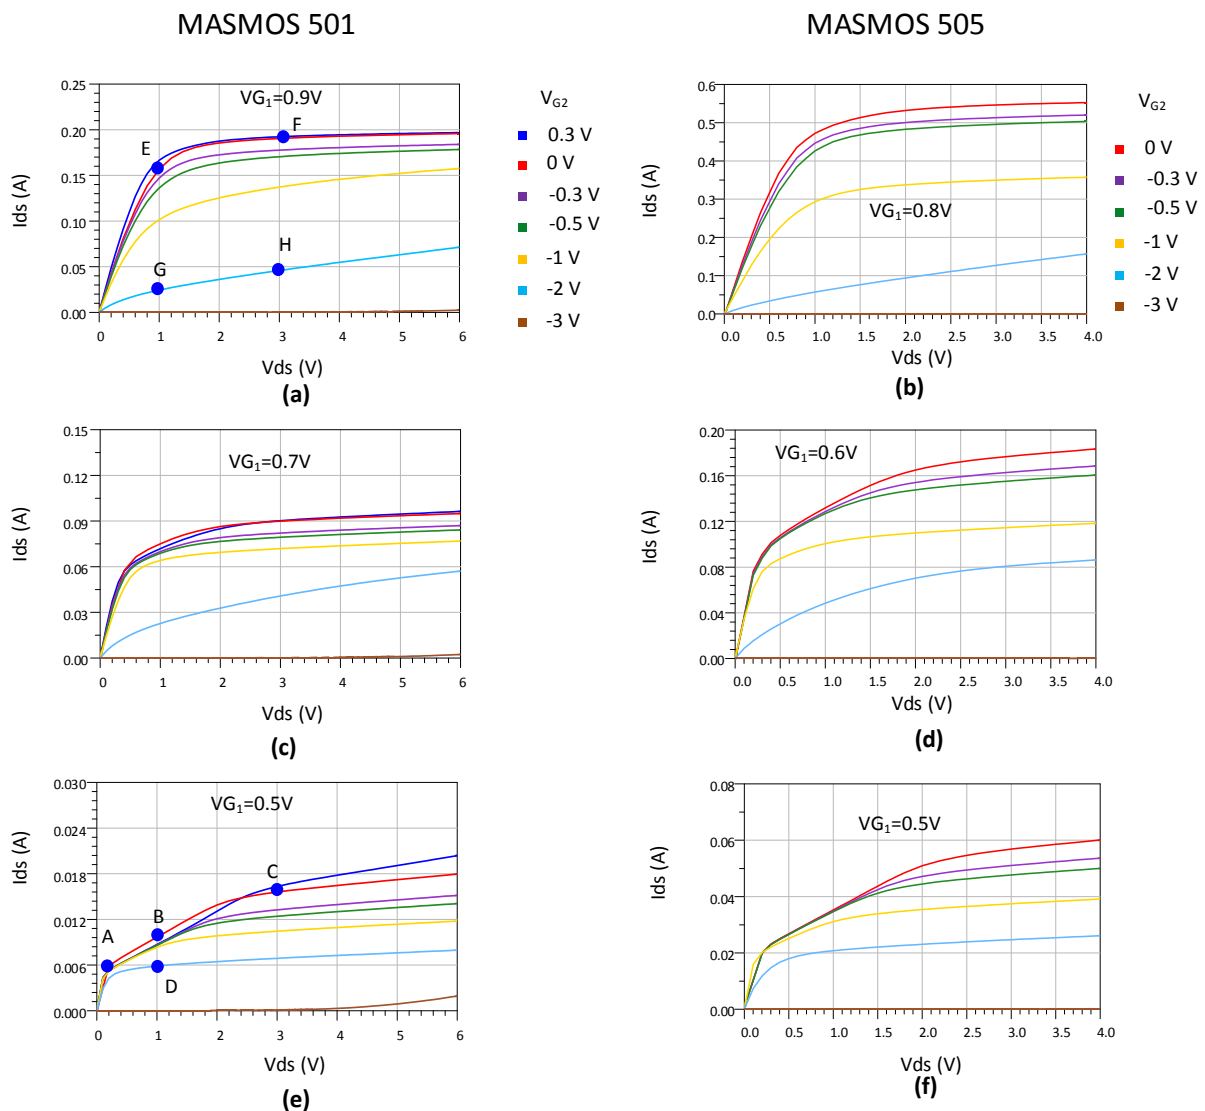 MASMOS 501
MASMOS 505
0.25
0.20
0.15
0.10
0.05
0.00
Ids (A)
VG1=0.9V
E
F
G
H
0
1
2
3
4
5
6
Vds (V)
(a)
VG2
0.3 V
0 V
-0.3 V
-0.5 V
-1 V
-2 V
-3 V
0.6
0.5
0.4
0.3
0.2
0.1
0.0
Ids (A)
VG1=0.8V
0.0
0.5
1.0
1.5
2.0
2.5
3.0
3.5
4.0
Vds (V)
(b)
VG2
0 V
-0.3 V
-0.5 V
-1 V
-2 V
-3 V
0.15
0.12
0.09
0.06
0.03
0.00
Ids (A)
VG1=0.7V
0
1
2
3
4
5
6
Vds (V)
(c)
0.20
0.16
0.12
0.08
0.04
0.00
Ids (A)
VG1=0.6V
0.0
0.5
1.0
1.5
2.0
2.5
3.0
3.5
4.0
Vds (V)
(d)
0.030
0.024
0.018
0.012
0.006
0.000
Ids (A)
VG1=0.5V
A
B
C
D
0
1
2
3
4
5
6
Vds (V)
(e)
0.08
0.06
0.04
0.02
0.00
Ids (A)
VG1=0.5V
0.0
0.5
1.0
1.5
2.0
2.5
3.0
3.5
4.0
Vds (V)
(f)